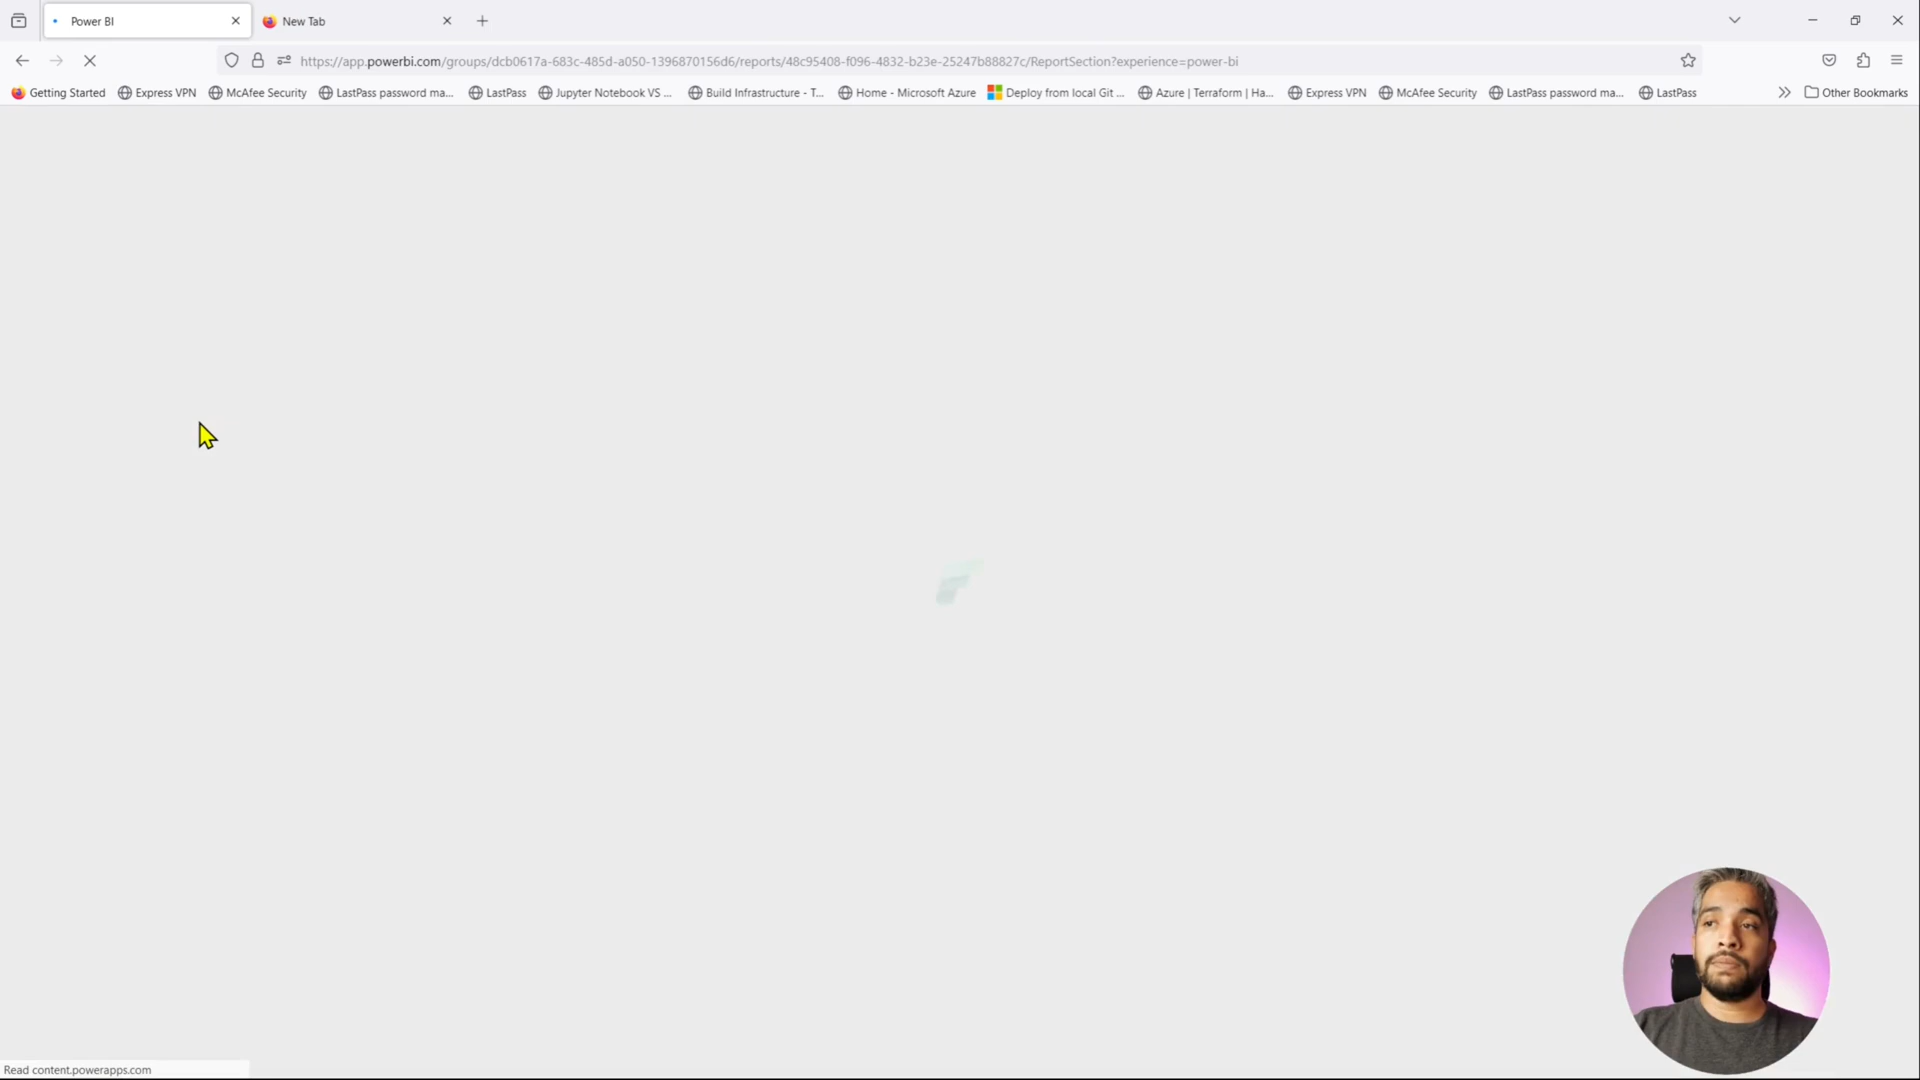 Power BI
New Tab
https://app.powerbi.com/groups/dcb0617a-683c-485d-a050-1396870156d6/reports/48c95408-f096-4832-b23e-25247b88827c/ReportSection?experience=power-bi
Getting Started Express VPN McAfee Security LastPass password ma... LastPass Jupyter Notebook VS ... Build Infrastructure - T... Home - Microsoft Azure Deploy from local Git ... Azure | Terraform | Ha... Express VPN McAfee Security LastPass password ma... LastPass Other Bookmarks
Read content.powerapps.com